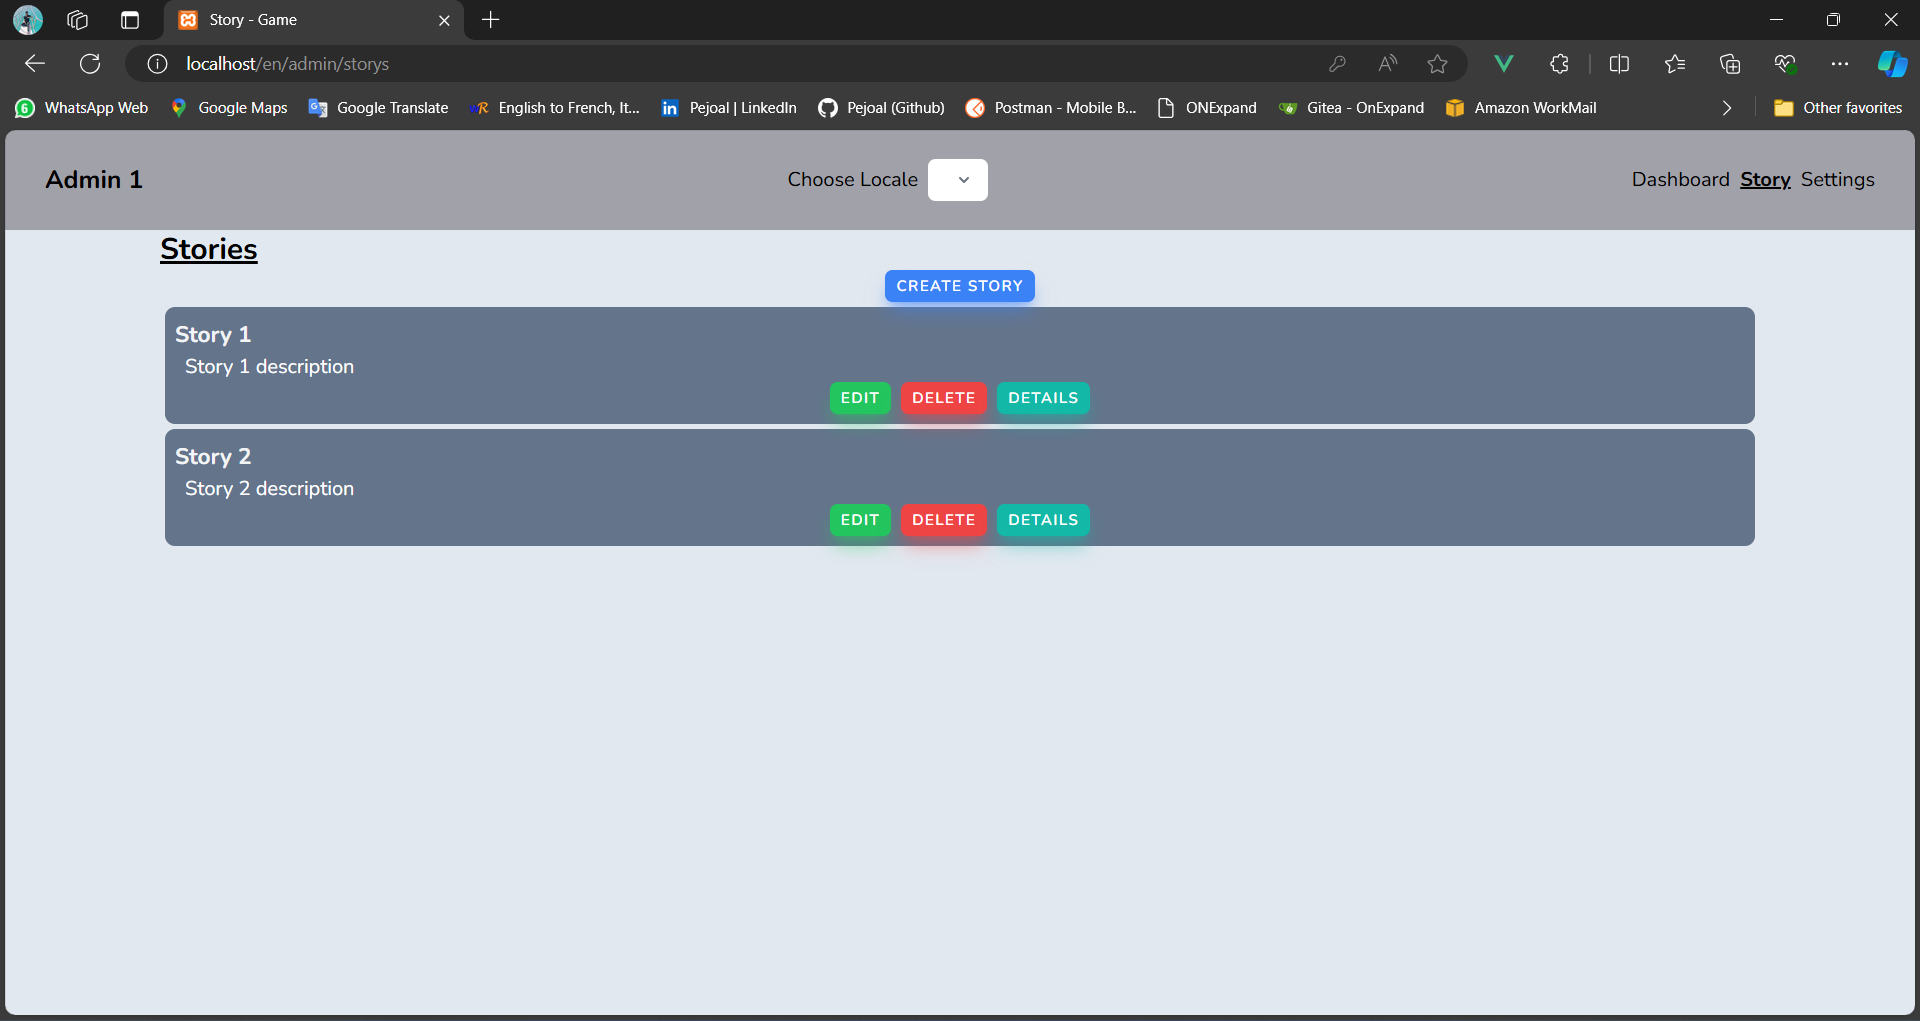 Story - Game
localhost/en/admin/storys
WhatsApp Web Google Maps Google Translate English to French, It... Pejoal | LinkedIn Pejoal (Github) Postman - Mobile B... ONExpand Gitea - OnExpand Amazon WorkMail Other favorites
Admin 1 Choose Locale Dashboard Story Settings
Stories
CREATE STORY
Story 1
Story 1 description
EDIT DELETE DETAILS
Story 2
Story 2 description
EDIT DELETE DETAILS